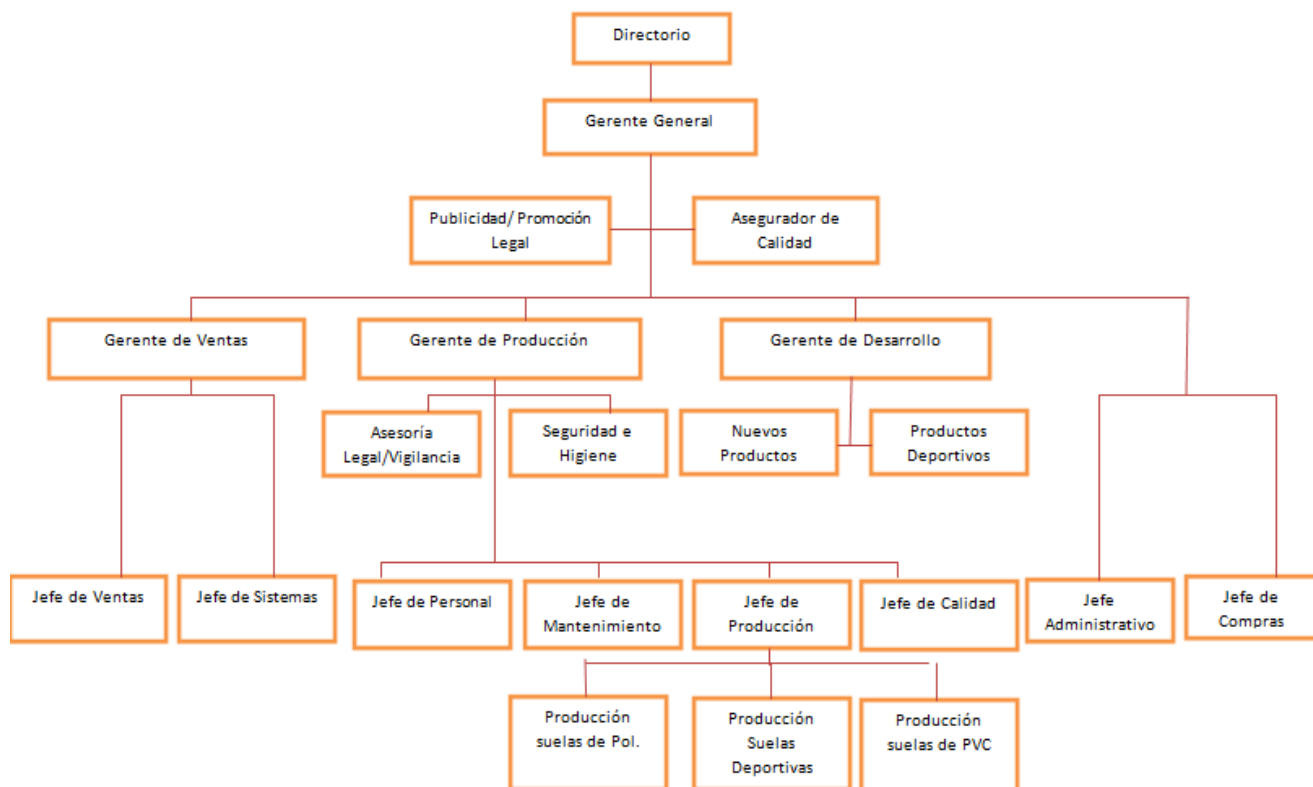 Directorio
Gerente General
Publicidad/ Promoción
Legal
Asegurador de
Calidad
Gerente de Ventas
Gerente de Producción
Gerente de Desarrollo
Asesoría
Legal/Vigilancia
Seguridad e
Higiene
Nuevos
Productos
Productos
Deportivos
Jefe de Ventas
Jefe de Sistemas
Jefe de Personal
Jefe de
Mantenimiento
Jefe de
Producción
Jefe de Calidad
Jefe
Administrativo
Jefe de
Compras
Producción
suelas de Pol.
Producción
Suelas
Deportivas
Producción
suelas de PVC